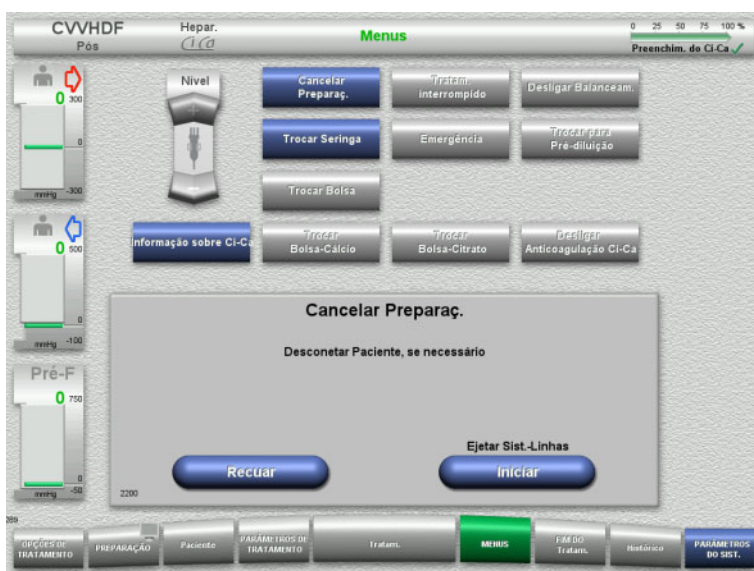 CVVHDF
Pós
Hepar.
Ci Ca
Menus
0 25 50 75 100 %
Preenchim. do Ci-Ca
0 300
0
mmHg -300
0 500
0
mmHg -100
Pré-F
0 750
0
mmHg -50
Nível
Cancelar
Preparaç.
Tratam.
interrompido
Desligar Balanceam.
Trocar Seringa
Emergência
Trocar para
Pré-diluição
Trocar Bolsa
Informação sobre Ci-Ca
Trocar
Bolsa-Cálcio
Trocar
Bolsa-Citrato
Desligar
Anticoagulação Ci-Ca
Cancelar Preparaç.
Desconetar Paciente, se necessário
Ejetar Sist.-Linhas
Recuar
Iniciar
2200
089
OPÇÕES DE
TRATAMENTO
PREPARAÇÃO
Paciente
PARÂMETROS DE
TRATAMENTO
Tratam.
MENUS
FIM DO
Tratam.
Histórico
PARÂMETROS
DO SIST.